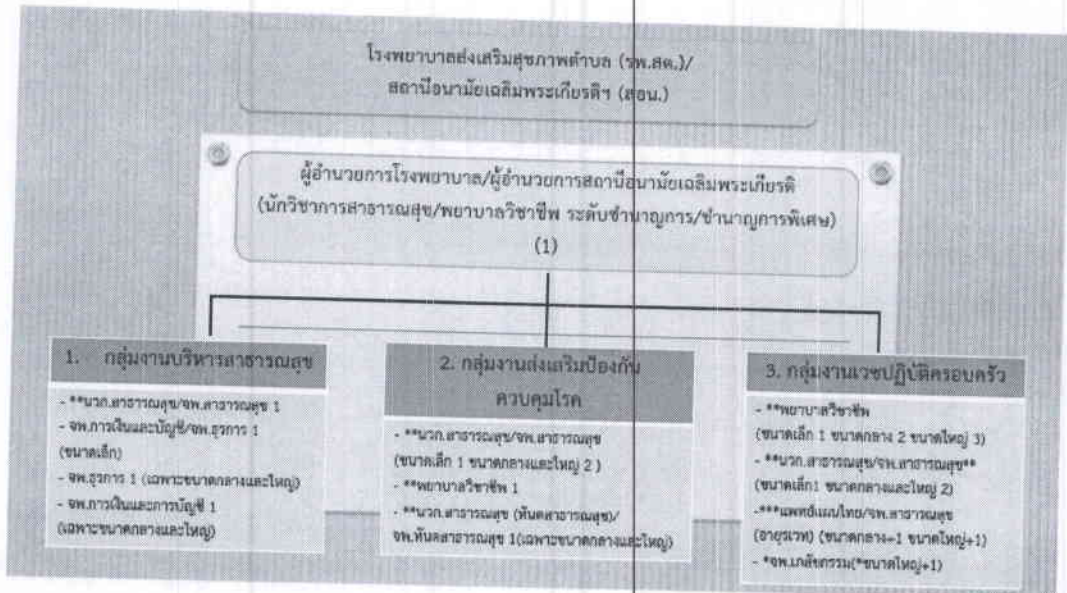 โรงพยาบาลส่งเสริมสุขภาพตำบล (รพ.สต.)/
สถานีอนามัยเฉลิมพระเกียรติฯ (สอน.)
ผู้อำนวยการโรงพยาบาล/ผู้อำนวยการสถานีอนามัยเฉลิมพระเกียรติ
(นักวิชาการสาธารณสุข/พยาบาลวิชาชีพ ระดับชำนาญการ/ชำนาญการพิเศษ)
(1)
1. กลุ่มงานบริหารสาธารณสุข
- **นวก.สาธารณสุข/จพ.สาธารณสุข 1
- จพ.การเงินและบัญชี/จพ.ธุรการ 1
(ขนาดเล็ก)
- จพ.ธุรการ 1 (เฉพาะขนาดกลางและใหญ่)
- จพ.การเงินและการบัญชี 1
(เฉพาะขนาดกลางและใหญ่)
2. กลุ่มงานส่งเสริมป้องกัน
ควบคุมโรค
- **นวก.สาธารณสุข/จพ.สาธารณสุข
(ขนาดเล็ก 1 ขนาดกลางและใหญ่ 2 )
- **พยาบาลวิชาชีพ 1
- **นวก.สาธารณสุข (ทันตสาธารณสุข)/
จพ.ทันตสาธารณสุข 1(เฉพาะขนาดกลางและใหญ่)
3. กลุ่มงานเวชปฏิบัติครอบครัว
- **พยาบาลวิชาชีพ
(ขนาดเล็ก 1 ขนาดกลาง 2 ขนาดใหญ่ 3)
- **นวก.สาธารณสุข/จพ.สาธารณสุข**
(ขนาดเล็ก1 ขนาดกลางและใหญ่ 2)
-***แพทย์แผนไทย/จพ.สาธารณสุข
(อายุรเวท) (ขนาดกลาง+1 ขนาดใหญ่+1)
- *จพ.เภสัชกรรม(*ขนาดใหญ่+1)